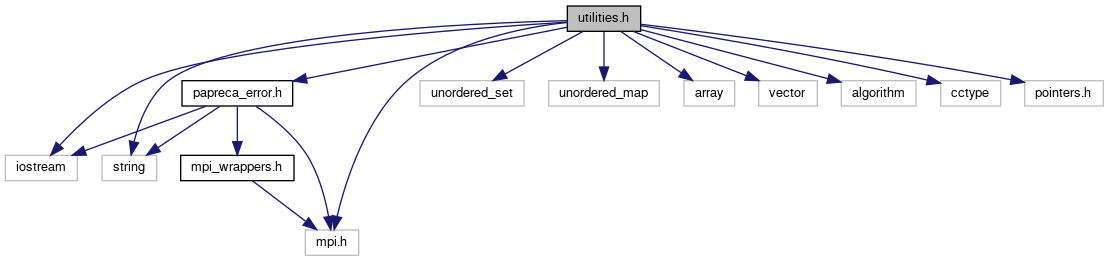 utilities.h
papreca_error.h
unordered_set
unordered_map
array
vector
algorithm
cctype
pointers.h
iostream
string
mpi_wrappers.h
mpi.h